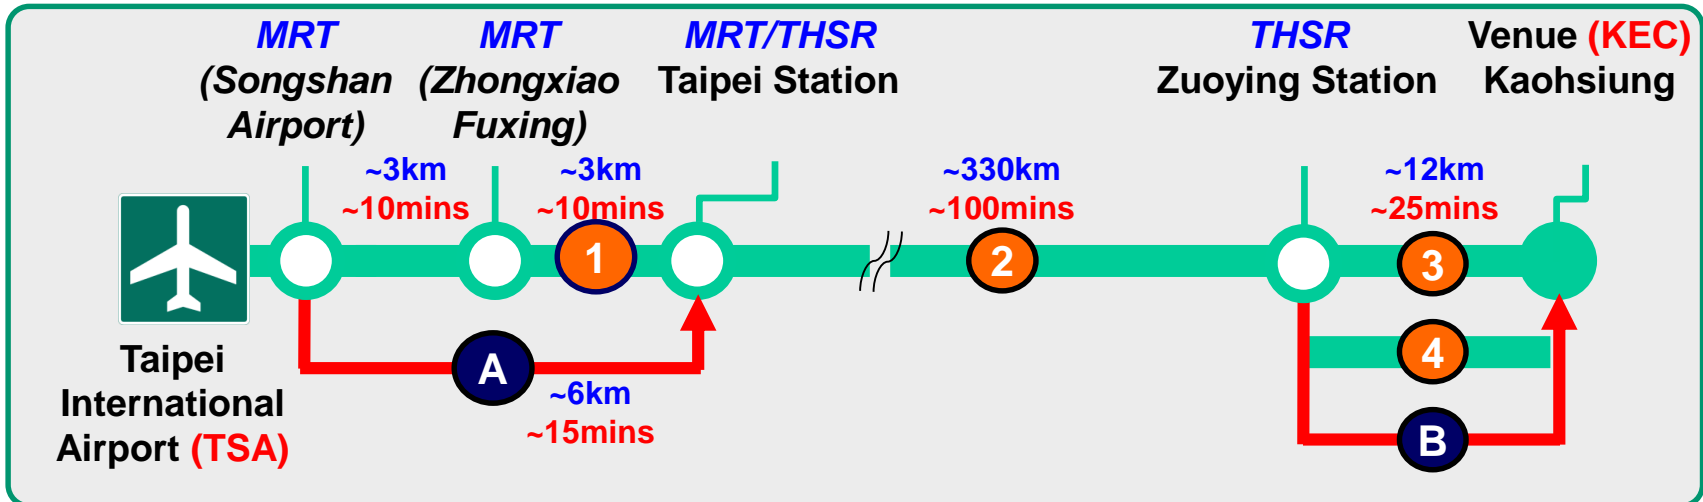 MRT
(Songshan
Airport)
MRT
(Zhongxiao
Fuxing)
MRT/THSR
Taipei Station
THSR
Zuoying Station
Venue (KEC)
Kaohsiung
~3km
~10mins
~3km
~10mins
~330km
~100mins
~12km
~25mins
1
2
3
4
A
~6km
~15mins
B
Taipei
International
Airport (TSA)